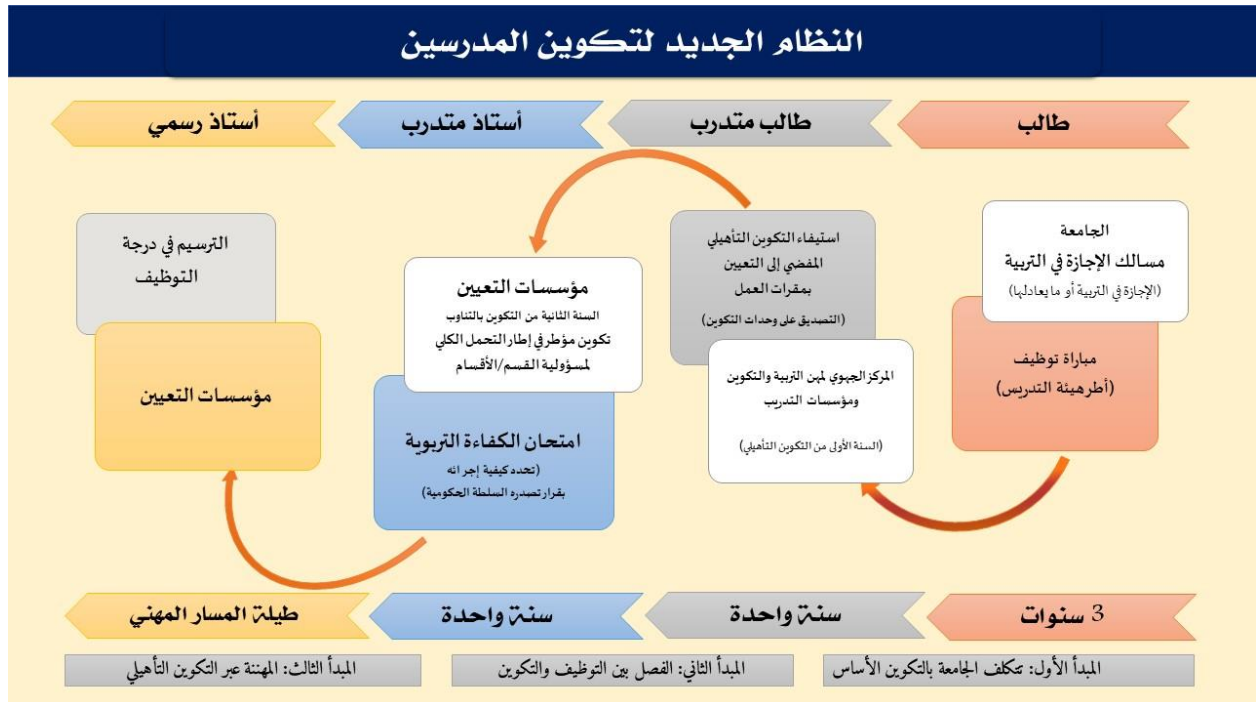 النظام الجديد لتكوين المدرسين
طالب
طالب متدرب
أستاذ متدرب
أستاذ رسمي
الجامعة
مسالك الإجازة في التربية
(الإجازة في التربية أو ما يعادلها)
مباراة توظيف
(أطر هيئة التدريس)
استيفاء التكوين التأهيلي
المفضي إلى التعيين
بمقرات العمل
(التصديق على وحدات التكوين)
المركز الجهوي لمهن التربية والتكوين
ومؤسسات التدريب
(السنة الأولى من التكوين التأهيلي)
مؤسسات التعيين
السنة الثانية من التكوين بالتناوب
تكوين مؤطر في إطار التحمل الكلي
لمسؤولية القسم/الأقسام
امتحان الكفاءة التربوية
(تحدد كيفية إجرائه
بقرار تصدره السلطة الحكومية)
الترسيم في درجة
التوظيف
مؤسسات التعيين
3 سنوات
سنة واحدة
سنة واحدة
طيلة المسار المهني
المبدأ الأول: تتكلف الجامعة بالتكوين الأساس
المبدأ الثاني: الفصل بين التوظيف والتكوين
المبدأ الثالث: المهننة عبر التكوين التأهيلي